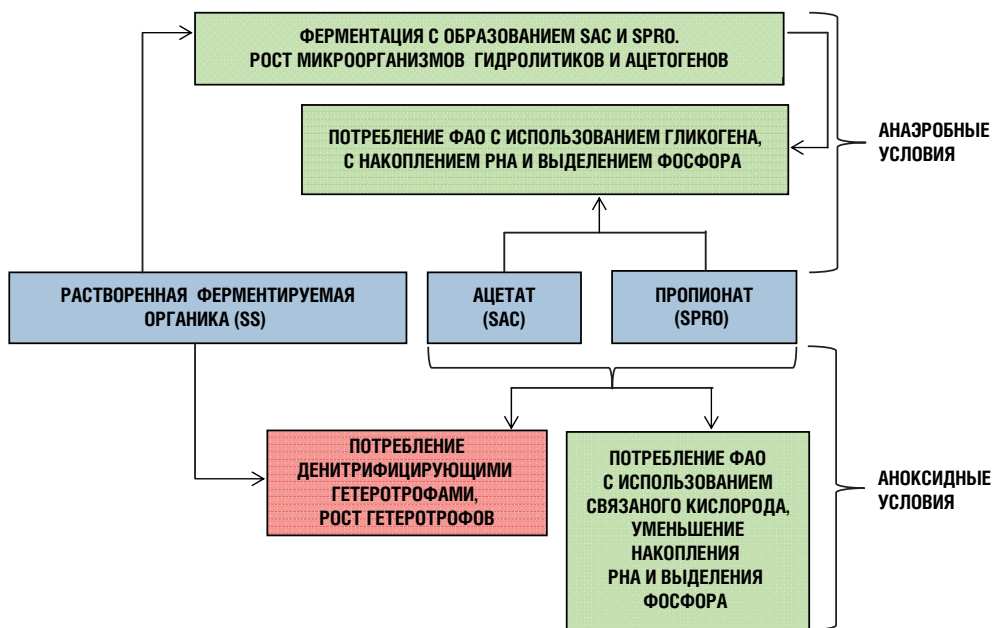 ФЕРМЕНТАЦИЯ С ОБРАЗОВАНИЕМ SAC И SPRO.
РОСТ МИКРООРГАНИЗМОВ ГИДРОЛИТИКОВ И АЦЕТОГЕНОВ
ПОТРЕБЛЕНИЕ ФАО С ИСПОЛЬЗОВАНИЕМ ГЛИКОГЕНА,
С НАКОПЛЕНИЕМ PHA И ВЫДЕЛЕНИЕМ ФОСФОРА
АНАЭРОБНЫЕ
УСЛОВИЯ
РАСТВОРЕННАЯ ФЕРМЕНТИРУЕМАЯ
ОРГАНИКА (SS)
АЦЕТАТ
(SAC)
ПРОПИОНАТ
(SPRO)
ПОТРЕБЛЕНИЕ
ДЕНИТРИФИЦИРУЮЩИМИ
ГЕТЕРОТРОФАМИ,
РОСТ ГЕТЕРОТРОФОВ
ПОТРЕБЛЕНИЕ ФАО
С ИСПОЛЬЗОВАНИЕМ
СВЯЗАНОГО КИСЛОРОДА,
УМЕНЬШЕНИЕ
НАКОПЛЕНИЯ
PHA И ВЫДЕЛЕНИЯ
ФОСФОРА
АНОКСИДНЫЕ
УСЛОВИЯ